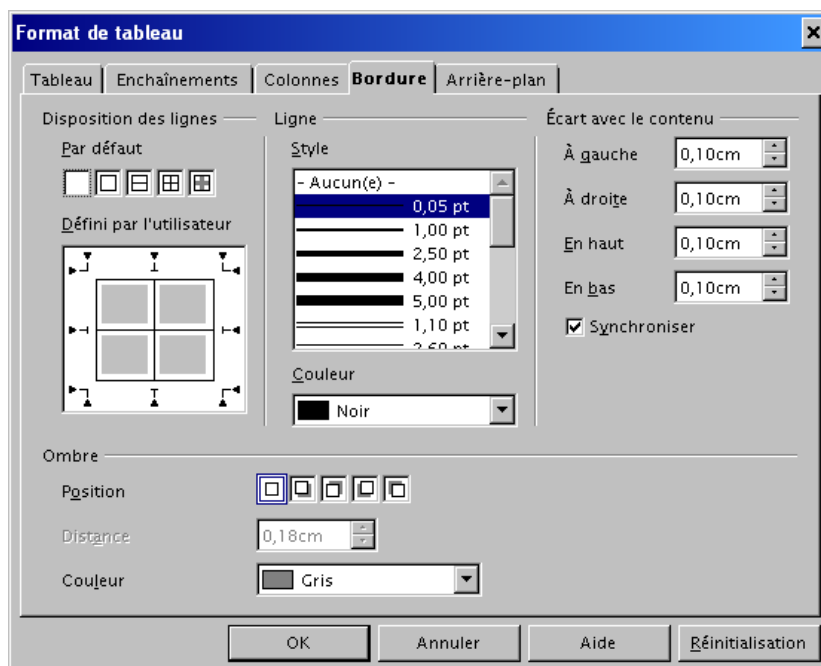 Format de tableau
Tableau Enchaînements Colonnes Bordure Arrière-plan
Disposition des lignes
Par défaut
Défini par l'utilisateur
Ligne
Style
- Aucun(e) -
0,05 pt
1,00 pt
2,50 pt
4,00 pt
5,00 pt
1,10 pt
2,60 pt
Couleur
Noir
Écart avec le contenu
À gauche 0,10cm
À droite 0,10cm
En haut 0,10cm
En bas 0,10cm
Synchroniser
Ombre
Position
Distance 0,18cm
Couleur Gris
OK Annuler Aide Réinitialisation